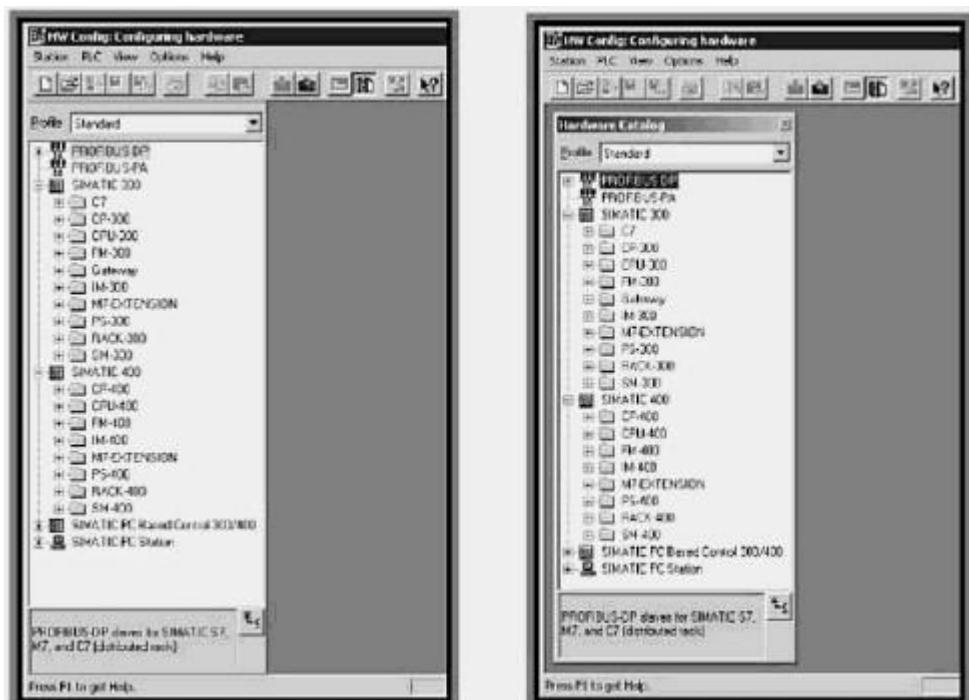 HW Config: Configuring hardware
Station PLC View Options Help
Profile Standard
PROFIBUS-DP
PROFIBUS-PA
SIMATIC 300
C7
CP-300
CPU-300
FM-300
Gateway
IM-300
M7-EXTENSION
PS-300
RACK-300
SM-300
SIMATIC 400
CP-400
CPU-400
FM-400
IM-400
M7-EXTENSION
PS-400
RACK-400
SM-400
SIMATIC PC Based Control 300/400
SIMATIC PC Station
PROFIBUS-DP slaves for SIMATIC S7,
M7, and C7 (distributed rack)
Press F1 to get Help.
HW Config: Configuring hardware
Station PLC View Options Help
Hardware Catalog
Profile Standard
PROFIBUS-DP
PROFIBUS-PA
SIMATIC 300
C7
CP-300
CPU-300
FM-300
Gateway
IM-300
M7-EXTENSION
PS-300
RACK-300
SM-300
SIMATIC 400
CP-400
CPU-400
FM-400
IM-400
M7-EXTENSION
PS-400
RACK-400
SM-400
SIMATIC PC Based Control 300/400
SIMATIC PC Station
PROFIBUS-DP slaves for SIMATIC S7,
M7, and C7 (distributed rack)
Press F1 to get Help.